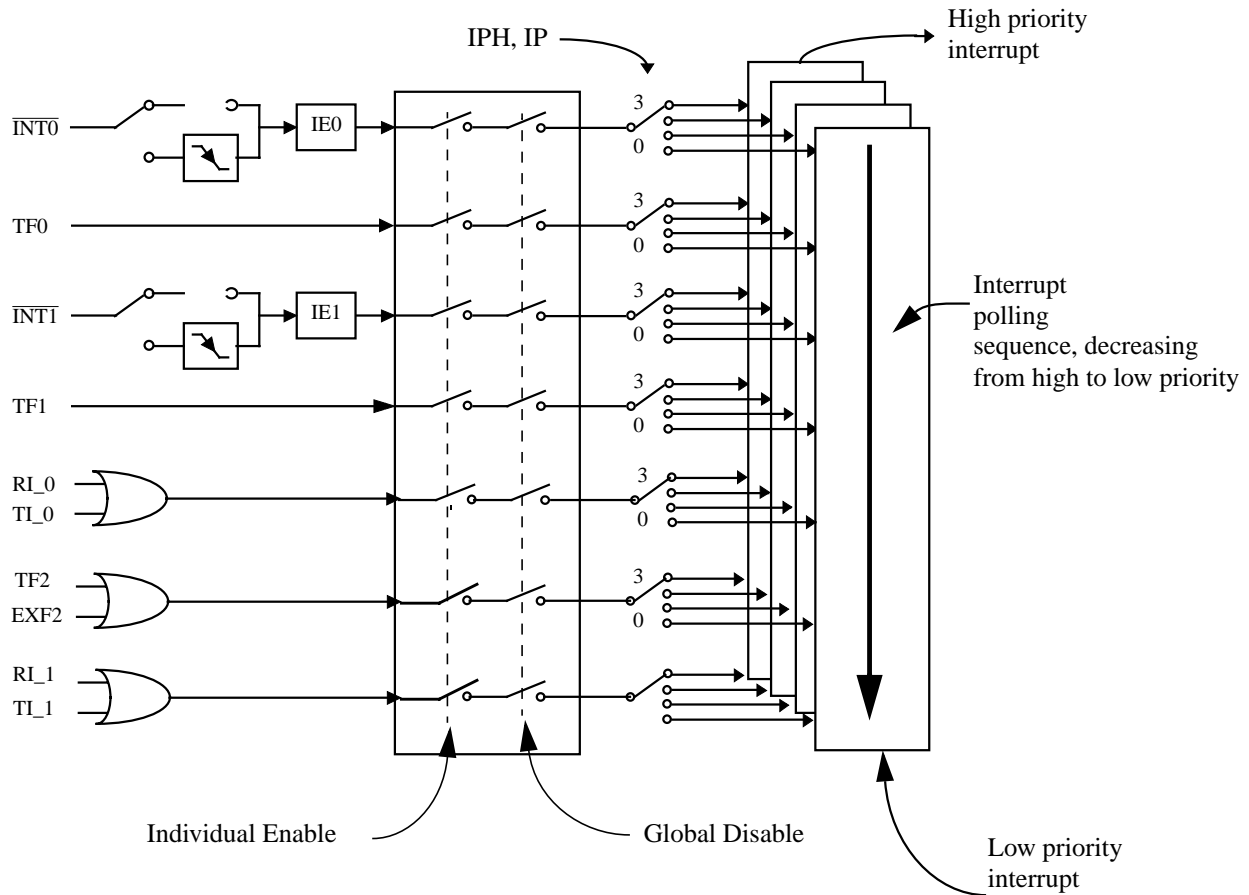 High priority
interrupt
IPH, IP
INT0
IE0
3
0
TF0
3
0
INT1
IE1
3
0
Interrupt
polling
sequence, decreasing
from high to low priority
TF1
3
0
RI_0
TI_0
3
0
TF2
EXF2
3
0
RI_1
TI_1
Individual Enable
Global Disable
Low priority
interrupt